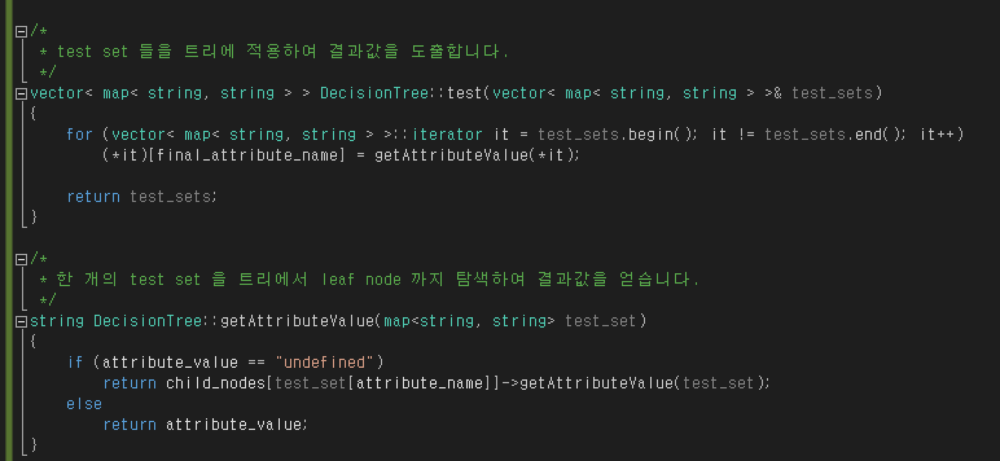 /*
 * test set 들을 트리에 적용하여 결과값을 도출합니다.
 */
vector< map< string, string > > DecisionTree::test(vector< map< string, string > >& test_sets)
{
    for (vector< map< string, string > >::iterator it = test_sets.begin(); it != test_sets.end(); it++)
        (*it)[final_attribute_name] = getAttributeValue(*it);

    return test_sets;
}

/*
 * 한 개의 test set 을 트리에서 leaf node 까지 탐색하여 결과값을 얻습니다.
 */
string DecisionTree::getAttributeValue(map<string, string> test_set)
{
    if (attribute_value == "undefined")
        return child_nodes[test_set[attribute_name]]->getAttributeValue(test_set);
    else
        return attribute_value;
}